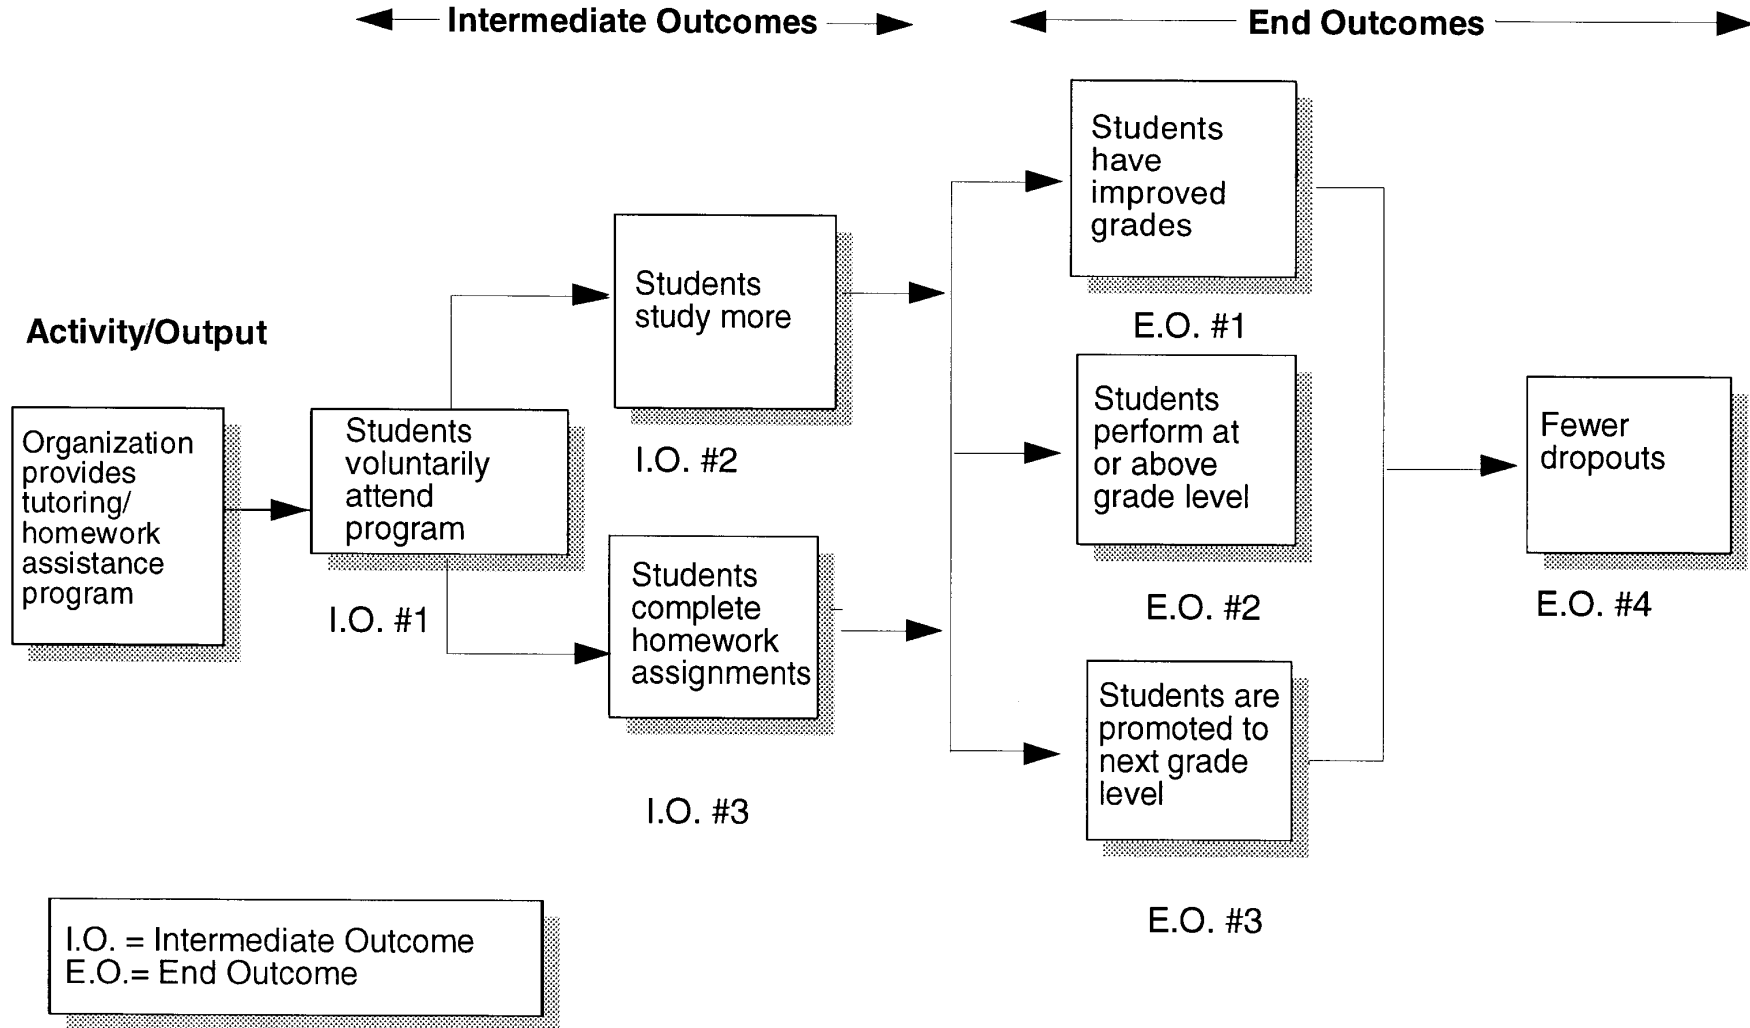 Intermediate Outcomes
End Outcomes
Activity/Output
Organization
provides
tutoring/
homework
assistance
program
Students
voluntarily
attend
program
I.O. #1
Students
study more
I.O. #2
Students
complete
homework
assignments
I.O. #3
Students
have
improved
grades
E.O. #1
Students
perform at
or above
grade level
E.O. #2
Students are
promoted to
next grade
level
E.O. #3
Fewer
dropouts
E.O. #4
I.O. = Intermediate Outcome
E.O.= End Outcome